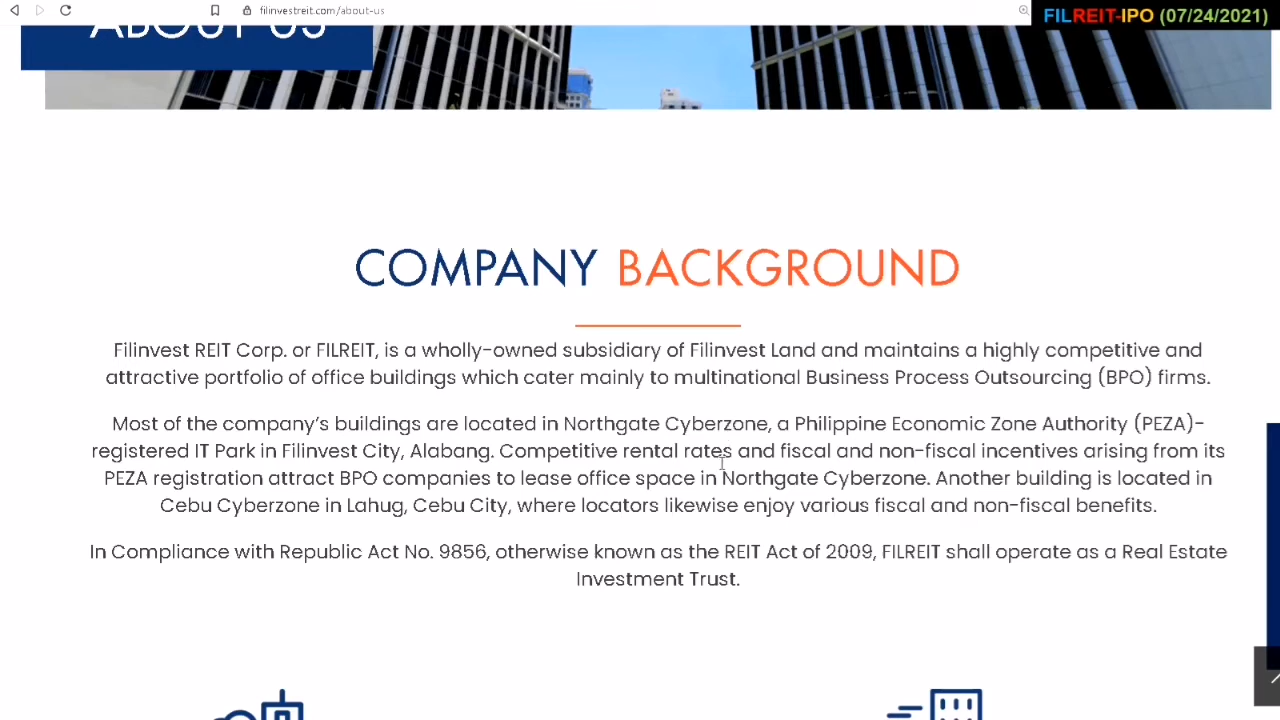 filinvestreit.com/about-us
FILREIT-IPO (07/24/2021)
ABOUT US
COMPANY BACKGROUND
Filinvest REIT Corp. or FILREIT, is a wholly-owned subsidiary of Filinvest Land and maintains a highly competitive and
attractive portfolio of office buildings which cater mainly to multinational Business Process Outsourcing (BPO) firms.
Most of the company's buildings are located in Northgate Cyberzone, a Philippine Economic Zone Authority (PEZA)-
registered IT Park in Filinvest City, Alabang. Competitive rental rates and fiscal and non-fiscal incentives arising from its
PEZA registration attract BPO companies to lease office space in Northgate Cyberzone. Another building is located in
Cebu Cyberzone in Lahug, Cebu City, where locators likewise enjoy various fiscal and non-fiscal benefits.
In Compliance with Republic Act No. 9856, otherwise known as the REIT Act of 2009, FILREIT shall operate as a Real Estate
Investment Trust.